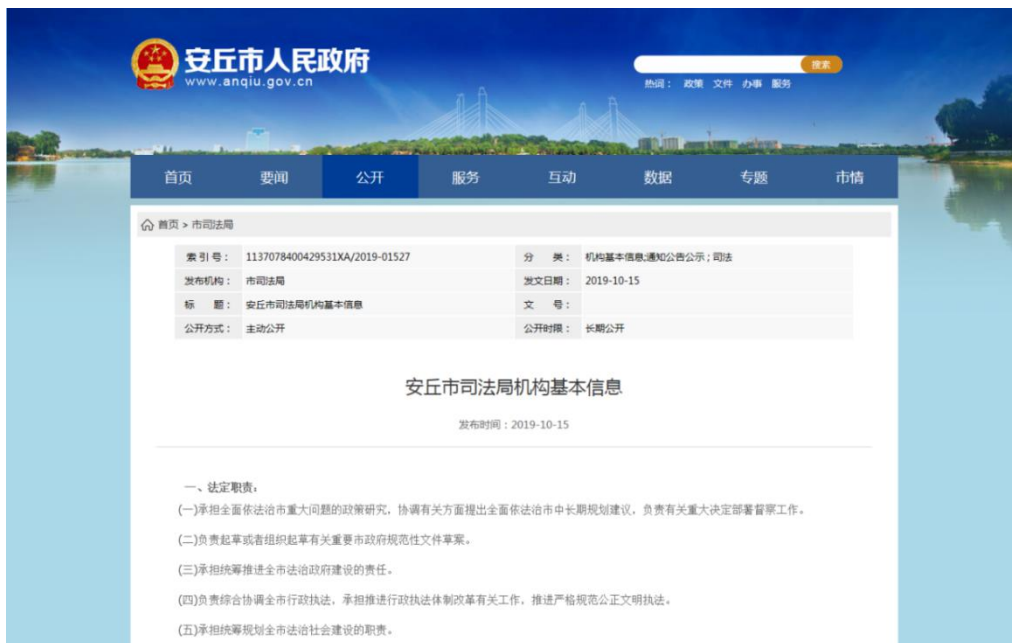 安丘市人民政府
www.anqiu.gov.cn
搜索
热词： 政策 文件 办事 服务
首页 要闻 公开 服务 互动 数据 专题 市情
首页 > 市司法局
索 引 号： 1137078400429531XA/2019-01527 分 类： 机构基本信息;通知公告公示 ; 司法
发布机构： 市司法局 发文日期： 2019-10-15
标 题： 安丘市司法局机构基本信息 文 号：
公开方式： 主动公开 公开时限： 长期公开
安丘市司法局机构基本信息
发布时间：2019-10-15
一、法定职责：
(一)承担全面依法治市重大问题的政策研究，协调有关方面提出全面依法治市中长期规划建议，负责有关重大决定部署督察工作。
(二)负责起草或者组织起草有关重要市政府规范性文件草案。
(三)承担统筹推进全市法治政府建设的责任。
(四)负责综合协调全市行政执法，承担推进行政执法体制改革有关工作，推进严格规范公正文明执法。
(五)承担统筹规划全市法治社会建设的职责。